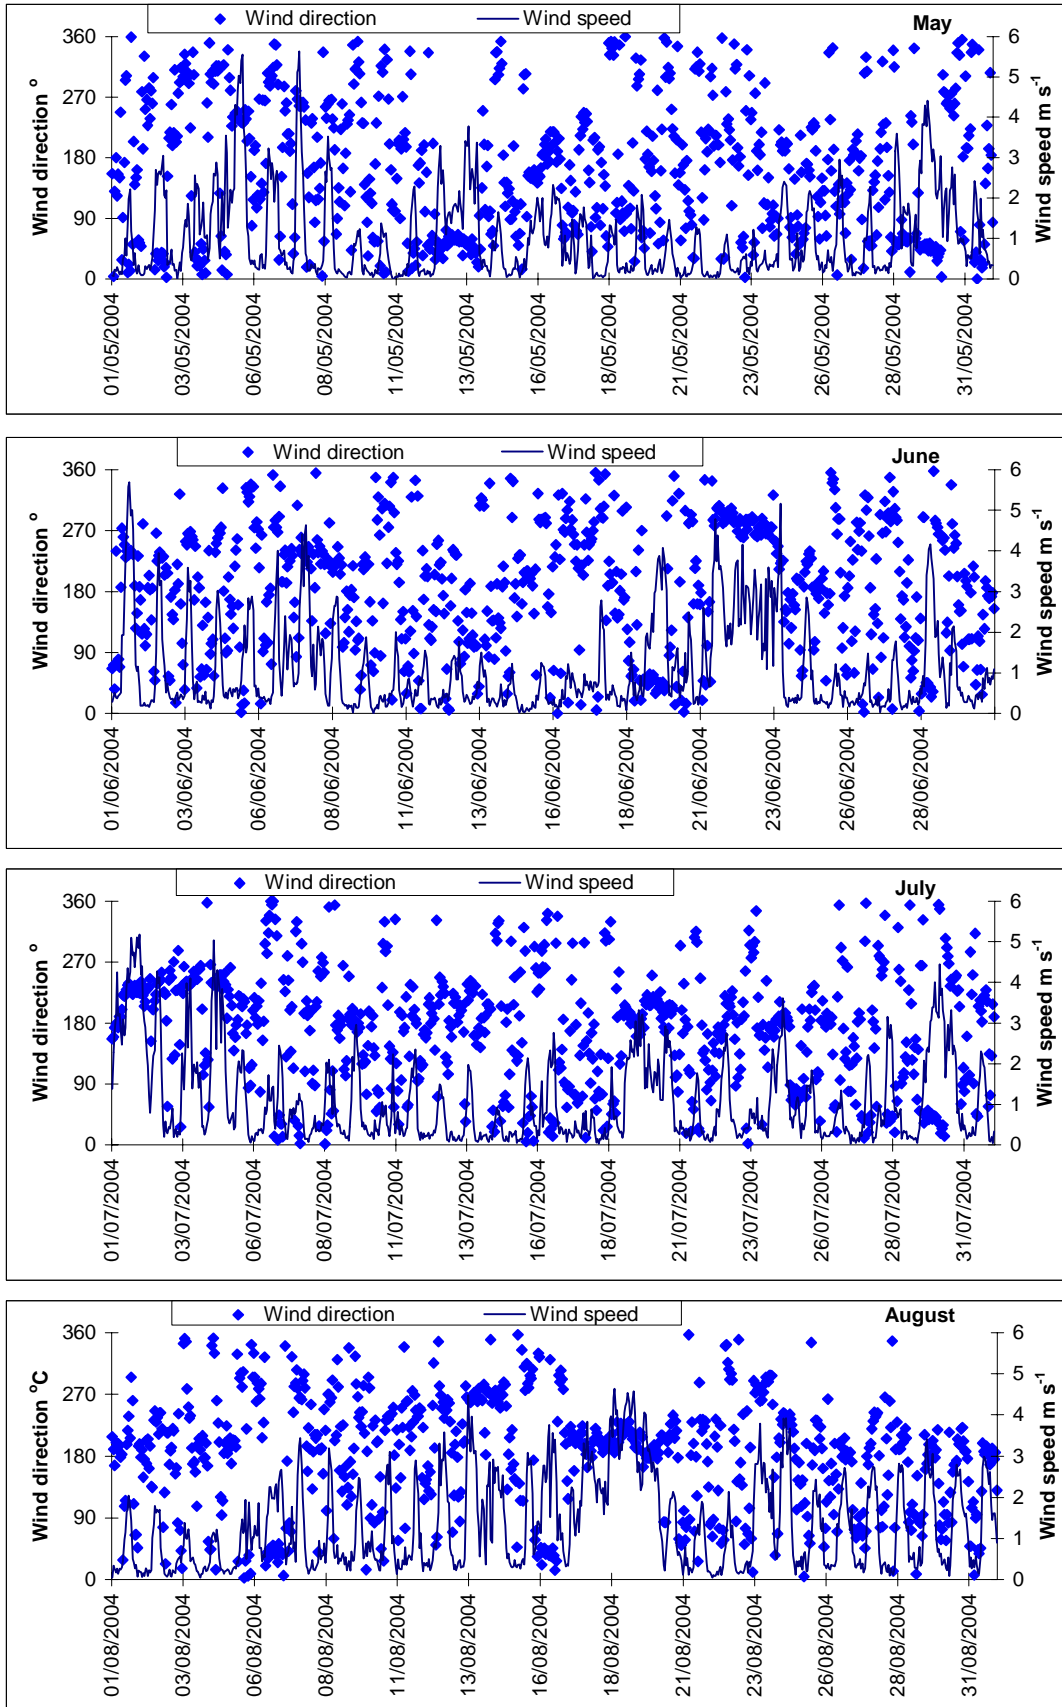 Wind direction Wind speed May
360 6
270 5
4
180 3
2
90 1
0 0
Wind direction °
Wind speed m s-1
01/05/2004 03/05/2004 06/05/2004 08/05/2004 11/05/2004 13/05/2004 16/05/2004 18/05/2004 21/05/2004 23/05/2004 26/05/2004 28/05/2004 31/05/2004
Wind direction Wind speed June
360 6
270 5
4
180 3
2
90 1
0 0
Wind direction °
Wind speed m s-1
01/06/2004 03/06/2004 06/06/2004 08/06/2004 11/06/2004 13/06/2004 16/06/2004 18/06/2004 21/06/2004 23/06/2004 26/06/2004 28/06/2004
Wind direction Wind speed July
360 6
270 5
4
180 3
2
90 1
0 0
Wind direction °
Wind speed m s-1
01/07/2004 03/07/2004 06/07/2004 08/07/2004 11/07/2004 13/07/2004 16/07/2004 18/07/2004 21/07/2004 23/07/2004 26/07/2004 28/07/2004 31/07/2004
Wind direction Wind speed August
360 6
270 5
4
180 3
2
90 1
0 0
Wind direction °C
Wind speed m s-1
01/08/2004 03/08/2004 06/08/2004 08/08/2004 11/08/2004 13/08/2004 16/08/2004 18/08/2004 21/08/2004 23/08/2004 26/08/2004 28/08/2004 31/08/2004